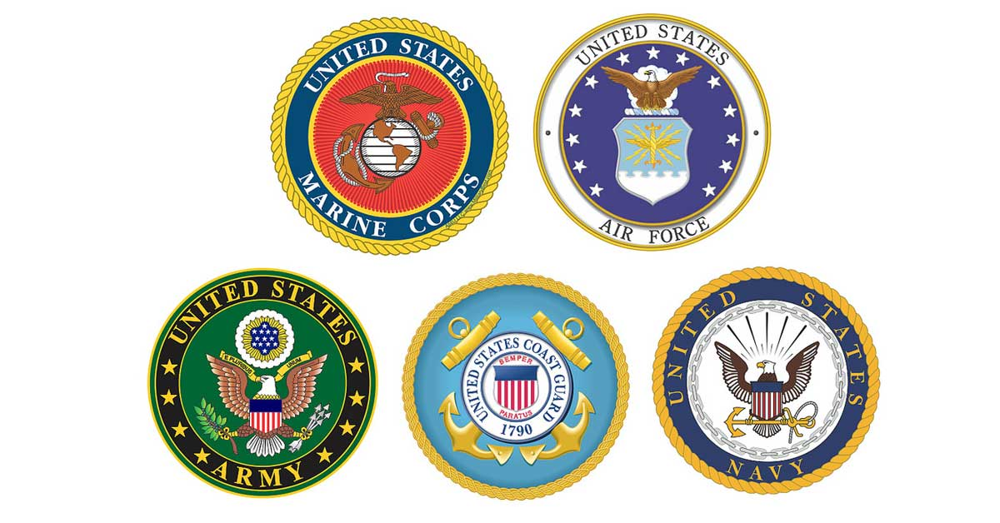 UNITED STATES
MARINE CORPS
UNITED STATES
AIR FORCE
UNITED STATES
E PLURIBUS UNUM
ARMY
UNITED STATES COAST GUARD
SEMPER
PARATUS
1790
UNITED STATES
NAVY